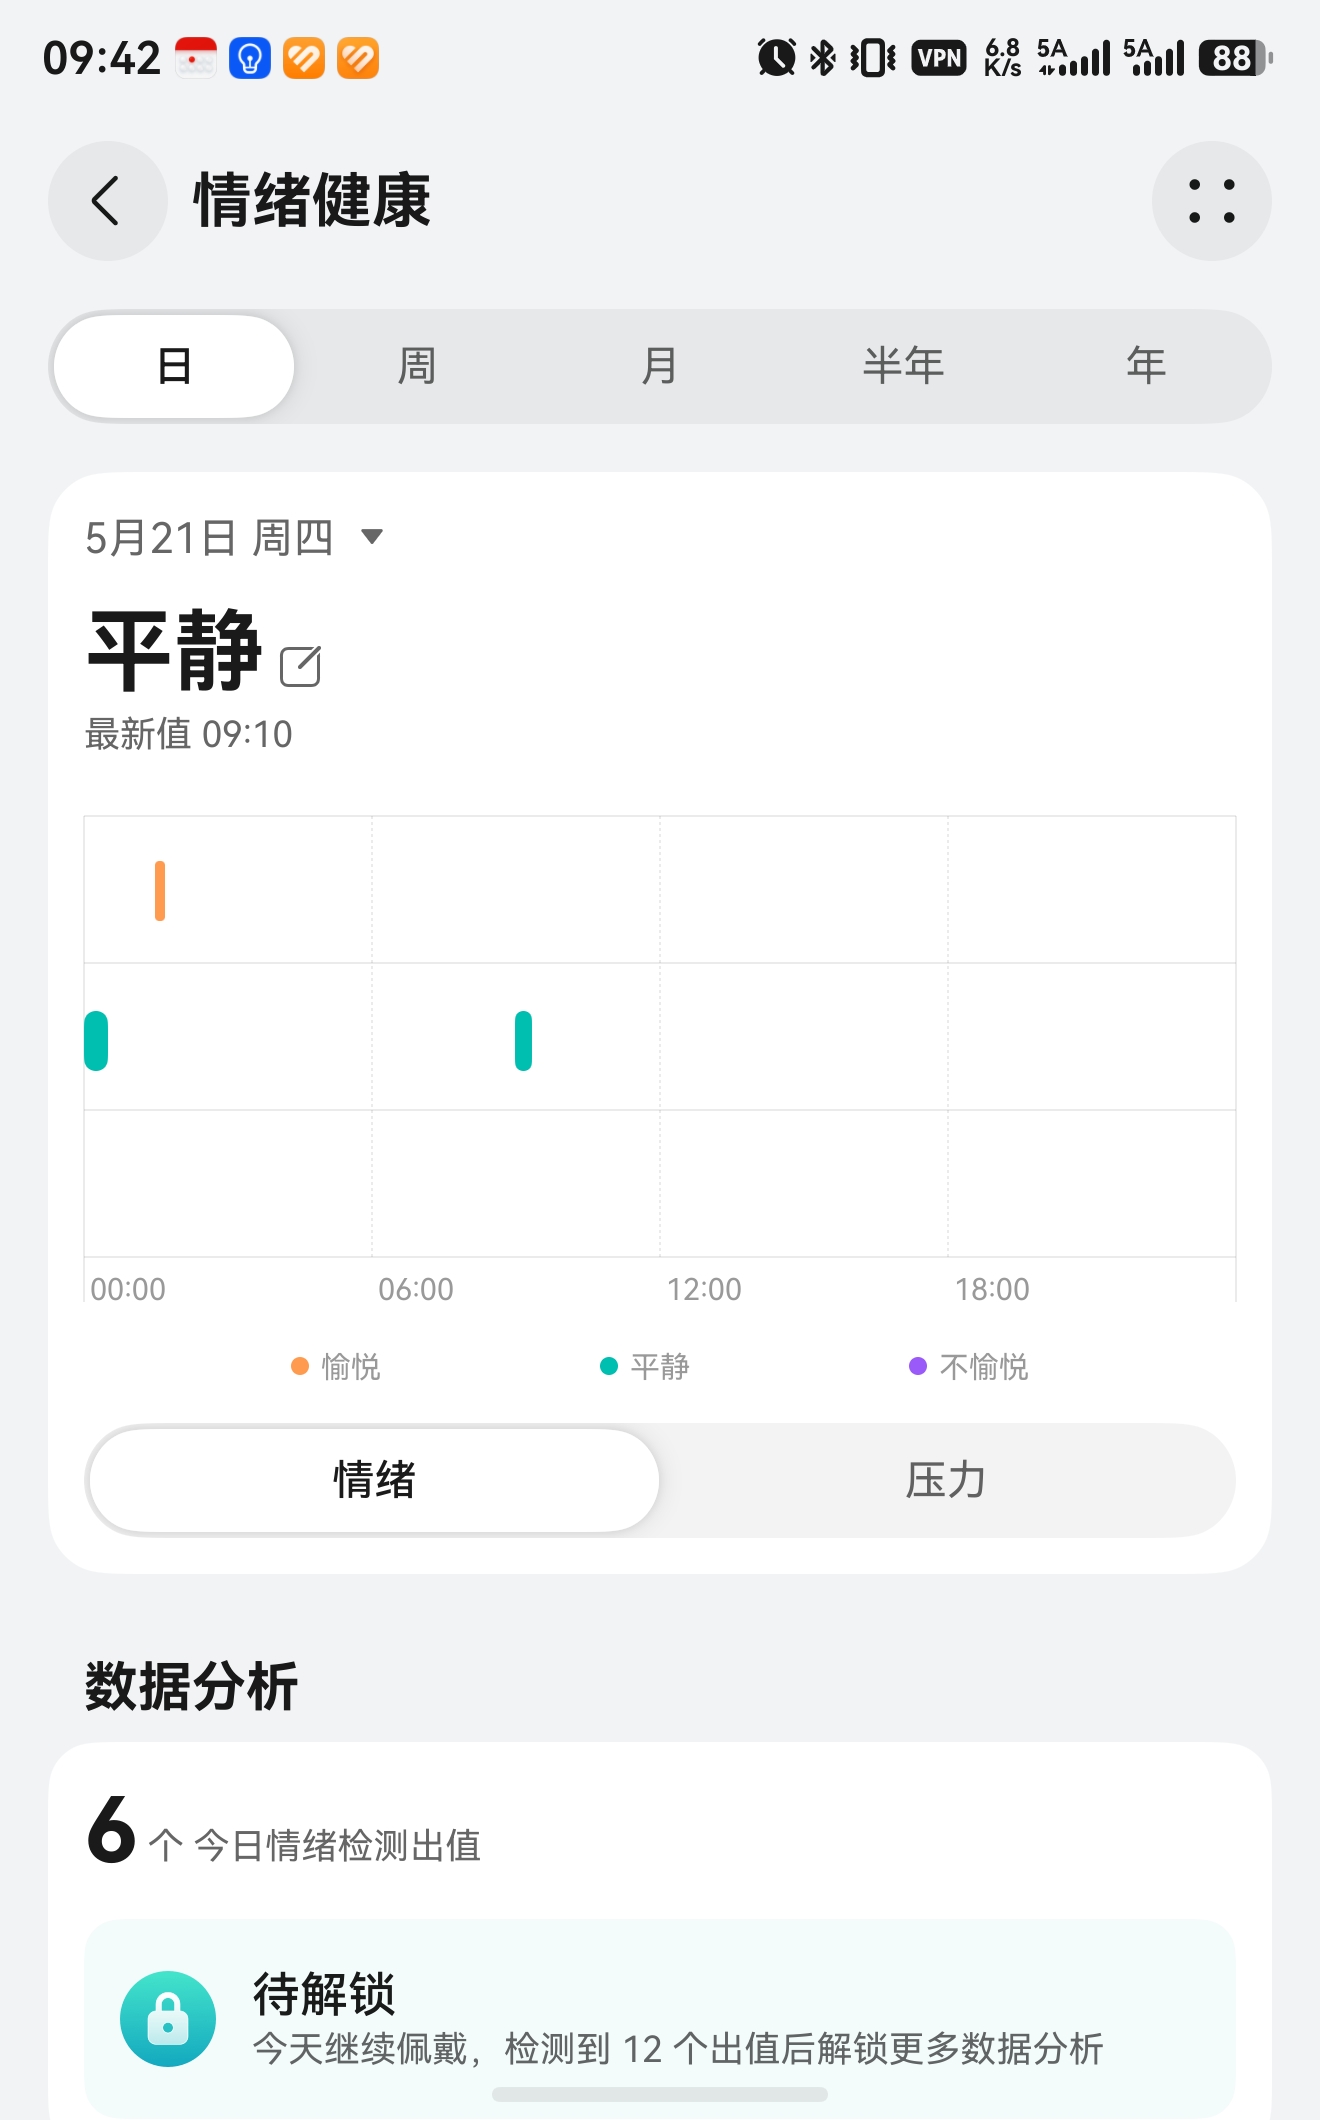 09:42 VPN 6.8 K/s 5A 5A 88
情绪健康
日 周 月 半年 年
5月21日 周四
平静
最新值 09:10
00:00 06:00 12:00 18:00
愉悦 平静 不愉悦
情绪 压力
数据分析
6 个 今日情绪检测出值
待解锁
今天继续佩戴，检测到 12 个出值后解锁更多数据分析